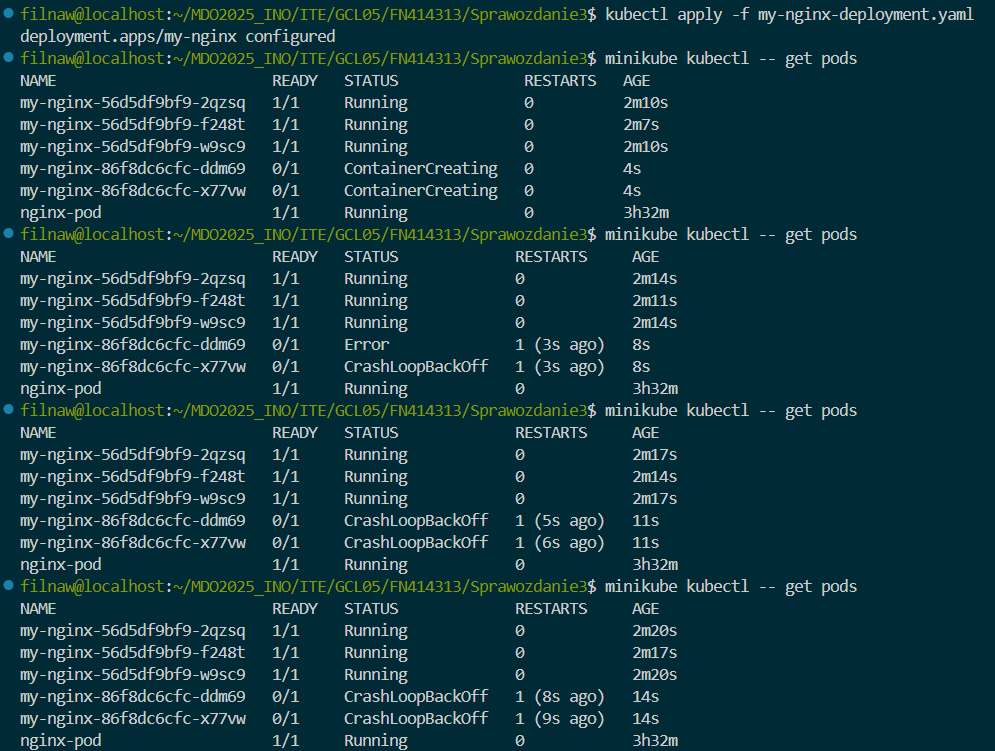 filnaw@localhost:~/MDO2025_INO/ITE/GCL05/FN414313/Sprawozdanie3$ kubectl apply -f my-nginx-deployment.yaml
deployment.apps/my-nginx configured
filnaw@localhost:~/MDO2025_INO/ITE/GCL05/FN414313/Sprawozdanie3$ minikube kubectl -- get pods
NAME READY STATUS RESTARTS AGE
my-nginx-56d5df9bf9-2qzsq 1/1 Running 0 2m10s
my-nginx-56d5df9bf9-f248t 1/1 Running 0 2m7s
my-nginx-56d5df9bf9-w9sc9 1/1 Running 0 2m10s
my-nginx-86f8dc6cfc-ddm69 0/1 ContainerCreating 0 4s
my-nginx-86f8dc6cfc-x77vw 0/1 ContainerCreating 0 4s
nginx-pod 1/1 Running 0 3h32m
filnaw@localhost:~/MDO2025_INO/ITE/GCL05/FN414313/Sprawozdanie3$ minikube kubectl -- get pods
NAME READY STATUS RESTARTS AGE
my-nginx-56d5df9bf9-2qzsq 1/1 Running 0 2m14s
my-nginx-56d5df9bf9-f248t 1/1 Running 0 2m11s
my-nginx-56d5df9bf9-w9sc9 1/1 Running 0 2m14s
my-nginx-86f8dc6cfc-ddm69 0/1 Error 1 (3s ago) 8s
my-nginx-86f8dc6cfc-x77vw 0/1 CrashLoopBackOff 1 (3s ago) 8s
nginx-pod 1/1 Running 0 3h32m
filnaw@localhost:~/MDO2025_INO/ITE/GCL05/FN414313/Sprawozdanie3$ minikube kubectl -- get pods
NAME READY STATUS RESTARTS AGE
my-nginx-56d5df9bf9-2qzsq 1/1 Running 0 2m17s
my-nginx-56d5df9bf9-f248t 1/1 Running 0 2m14s
my-nginx-56d5df9bf9-w9sc9 1/1 Running 0 2m17s
my-nginx-86f8dc6cfc-ddm69 0/1 CrashLoopBackOff 1 (5s ago) 11s
my-nginx-86f8dc6cfc-x77vw 0/1 CrashLoopBackOff 1 (6s ago) 11s
nginx-pod 1/1 Running 0 3h32m
filnaw@localhost:~/MDO2025_INO/ITE/GCL05/FN414313/Sprawozdanie3$ minikube kubectl -- get pods
NAME READY STATUS RESTARTS AGE
my-nginx-56d5df9bf9-2qzsq 1/1 Running 0 2m20s
my-nginx-56d5df9bf9-f248t 1/1 Running 0 2m17s
my-nginx-56d5df9bf9-w9sc9 1/1 Running 0 2m20s
my-nginx-86f8dc6cfc-ddm69 0/1 CrashLoopBackOff 1 (8s ago) 14s
my-nginx-86f8dc6cfc-x77vw 0/1 CrashLoopBackOff 1 (9s ago) 14s
nginx-pod 1/1 Running 0 3h32m